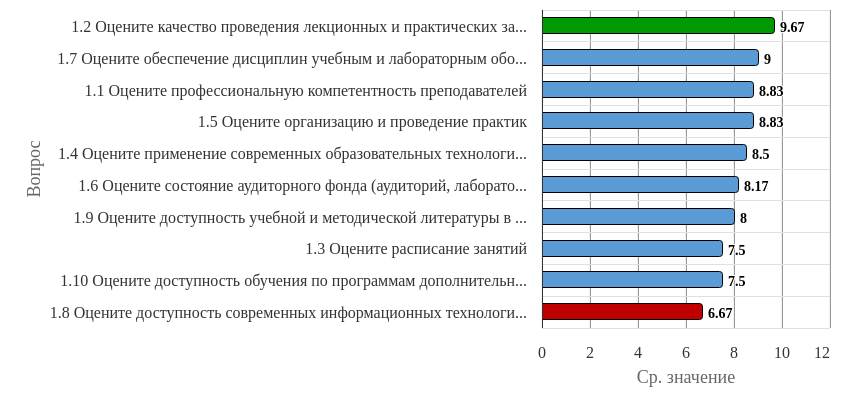 1.2 Оцените качество проведения лекционных и практических за... 9.67
1.7 Оцените обеспечение дисциплин учебным и лабораторным обо... 9
1.1 Оцените профессиональную компетентность преподавателей 8.83
1.5 Оцените организацию и проведение практик 8.83
1.4 Оцените применение современных образовательных технологи... 8.5
1.6 Оцените состояние аудиторного фонда (аудиторий, лаборато... 8.17
1.9 Оцените доступность учебной и методической литературы в ... 8
1.3 Оцените расписание занятий 7.5
1.10 Оцените доступность обучения по программам дополнительн... 7.5
1.8 Оцените доступность современных информационных технологи... 6.67
Вопрос
0 2 4 6 8 10 12
Ср. значение